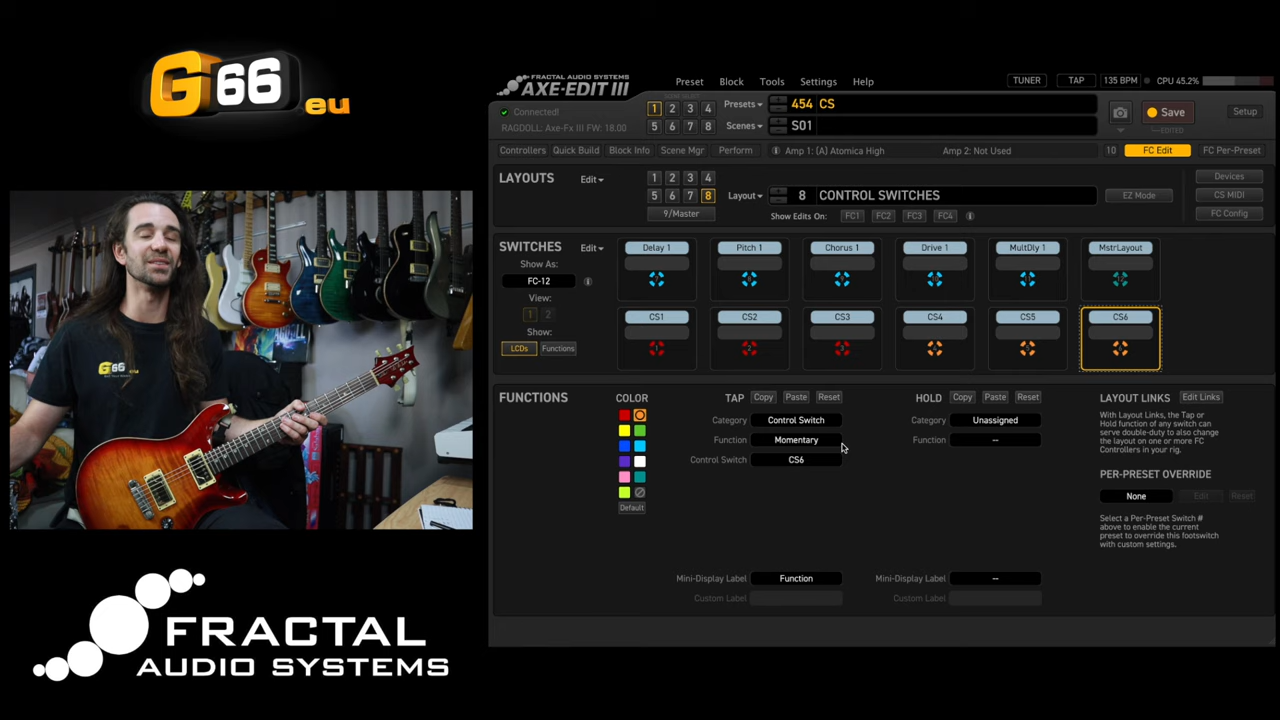 G66
.eu
FRACTAL AUDIO SYSTEMS
AXE-EDIT III
Preset Block Tools Settings Help
TUNER TAP 135 BPM CPU 45.2%
Connected!
RAGDOLL: Axe-Fx III FW: 18.00
1 2 3 4
5 6 7 8
Presets 454 CS
Scenes S01
Save
EDITED
Setup
Controllers Quick Build Block Info Scene Mgr Perform
Amp 1: (A) Atomica High Amp 2: Not Used
10 FC Edit FC Per-Preset
LAYOUTS Edit
1 2 3 4
5 6 7 8
9/Master
Layout 8 CONTROL SWITCHES
EZ Mode
Show Edits On: FC1 FC2 FC3 FC4
Devices
CS MIDI
FC Config
SWITCHES Edit
Show As:
FC-12
View:
1 2
Show:
LCDs Functions
Delay 1 Pitch 1 Chorus 1 Drive 1 MultDly 1 MstrLayout
CS1 CS2 CS3 CS4 CS5 CS6
FUNCTIONS
COLOR
Default
TAP Copy Paste Reset
Category Control Switch
Function Momentary
Control Switch CS6
Mini-Display Label Function
Custom Label
HOLD Copy Paste Reset
Category Unassigned
Function --
Mini-Display Label --
Custom Label
LAYOUT LINKS Edit Links
With Layout Links, the Tap or
Hold function of any switch can
serve double-duty to also change
the layout on one or more FC
Controllers in your rig.
PER-PRESET OVERRIDE
None Edit Reset
Select a Per-Preset Switch #
above to enable the current
preset to override this footswitch
with custom settings.
G66
FRACTAL
AUDIO SYSTEMS